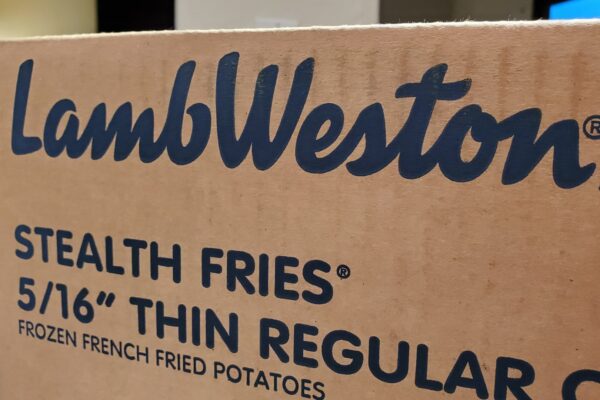 LambWeston®
STEALTH FRIES®
5/16” THIN REGULAR
FROZEN FRENCH FRIED POTATOES